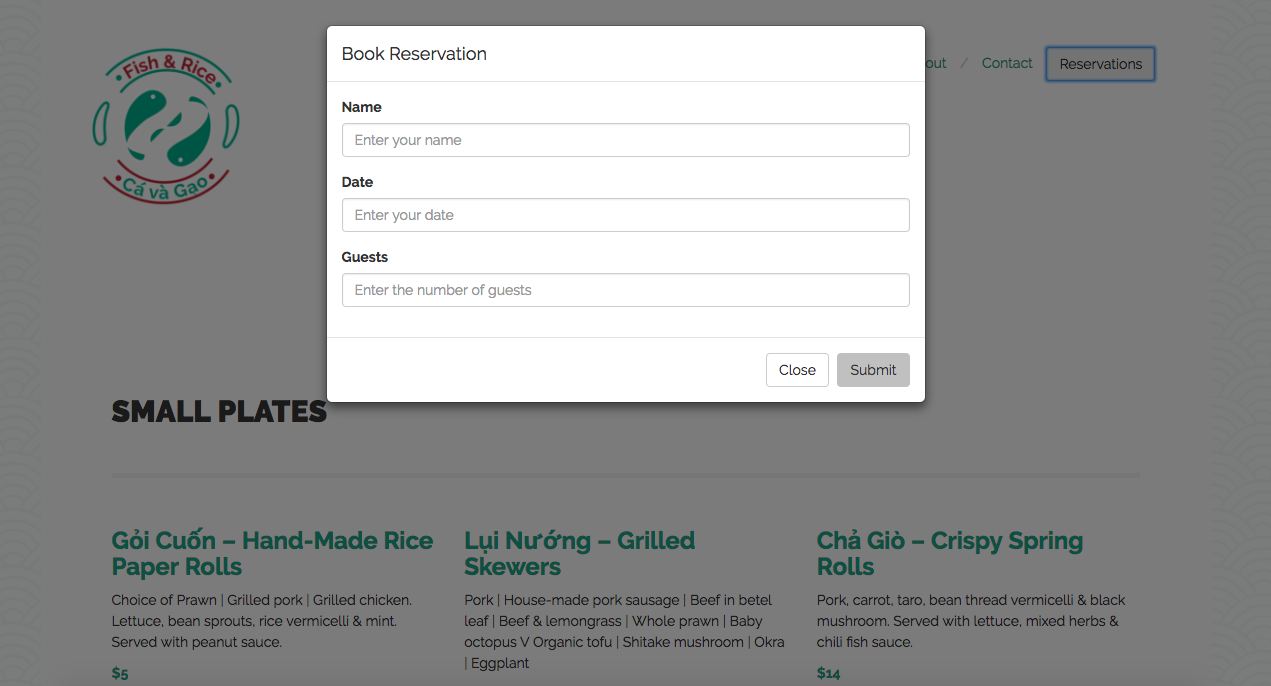 Fish & Rice
Cá và Gao
out / Contact
Reservations
Book Reservation
Name
Enter your name
Date
Enter your date
Guests
Enter the number of guests
Close
Submit
SMALL PLATES
Gỏi Cuốn – Hand-Made Rice
Paper Rolls
Choice of Prawn | Grilled pork | Grilled chicken.
Lettuce, bean sprouts, rice vermicelli & mint.
Served with peanut sauce.
$5
Lụi Nướng – Grilled
Skewers
Pork | House-made pork sausage | Beef in betel
leaf | Beef & lemongrass | Whole prawn | Baby
octopus V Organic tofu | Shitake mushroom | Okra
| Eggplant
Chả Giò – Crispy Spring
Rolls
Pork, carrot, taro, bean thread vermicelli & black
mushroom. Served with lettuce, mixed herbs &
chili fish sauce.
$14